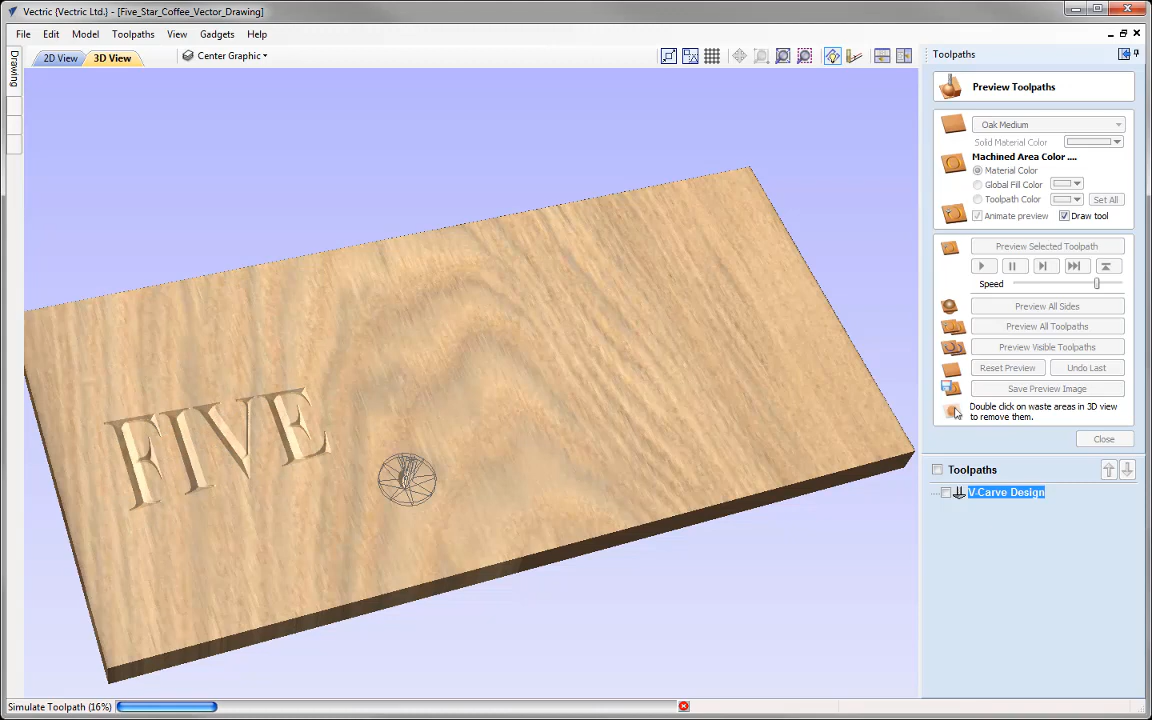 Vectric {Vectric Ltd.} - [Five_Star_Coffee_Vector_Drawing]
File Edit Model Toolpaths View Gadgets Help
2D View 3D View Center Graphic
Drawing
FIVE
Toolpaths
Preview Toolpaths
Oak Medium
Solid Material Color
Machined Area Color ....
Material Color
Global Fill Color
Toolpath Color Set All
Animate preview Draw tool
Preview Selected Toolpath
Speed
Preview All Sides
Preview All Toolpaths
Preview Visible Toolpaths
Reset Preview Undo Last
Save Preview Image
Double click on waste areas in 3D view
to remove them.
Close
Toolpaths
V-Carve Design
Simulate Toolpath (16%)